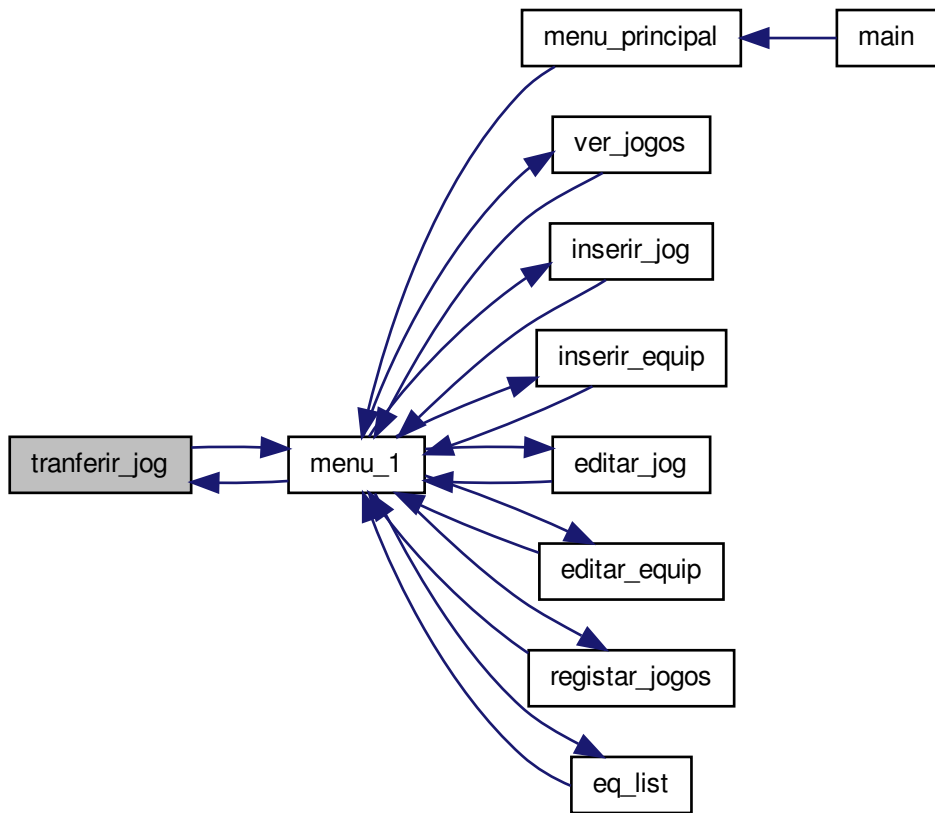 menu_principal
main
ver_jogos
inserir_jog
inserir_equip
tranferir_jog
menu_1
editar_jog
editar_equip
registar_jogos
eq_list